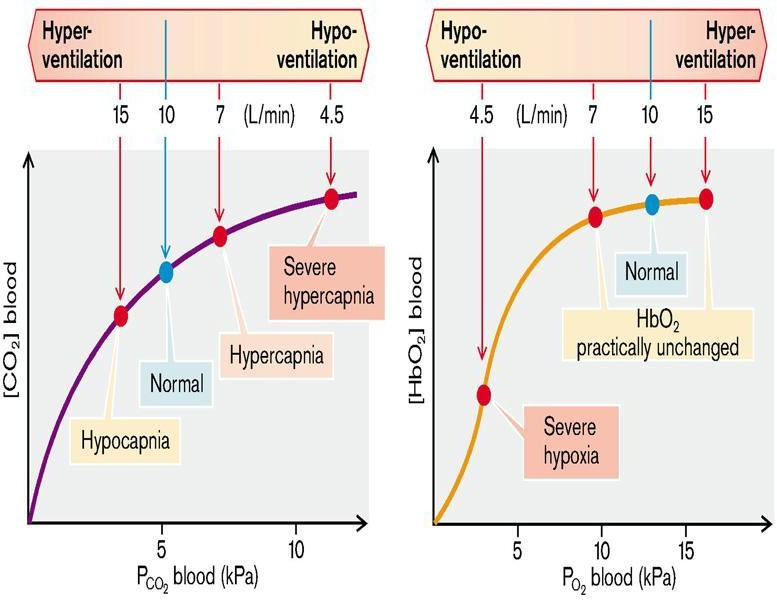 Hyper-
ventilation
Hypo-
ventilation
15 10 7 (L/min) 4.5
[CO₂] blood
Severe
hypercapnia
Hypercapnia
Normal
Hypocapnia
5 10
PCO₂ blood (kPa)
Hypo-
ventilation
Hyper-
ventilation
4.5 (L/min) 7 10 15
[HbO₂] blood
Normal
HbO₂
practically unchanged
Severe
hypoxia
5 10 15
PO₂ blood (kPa)